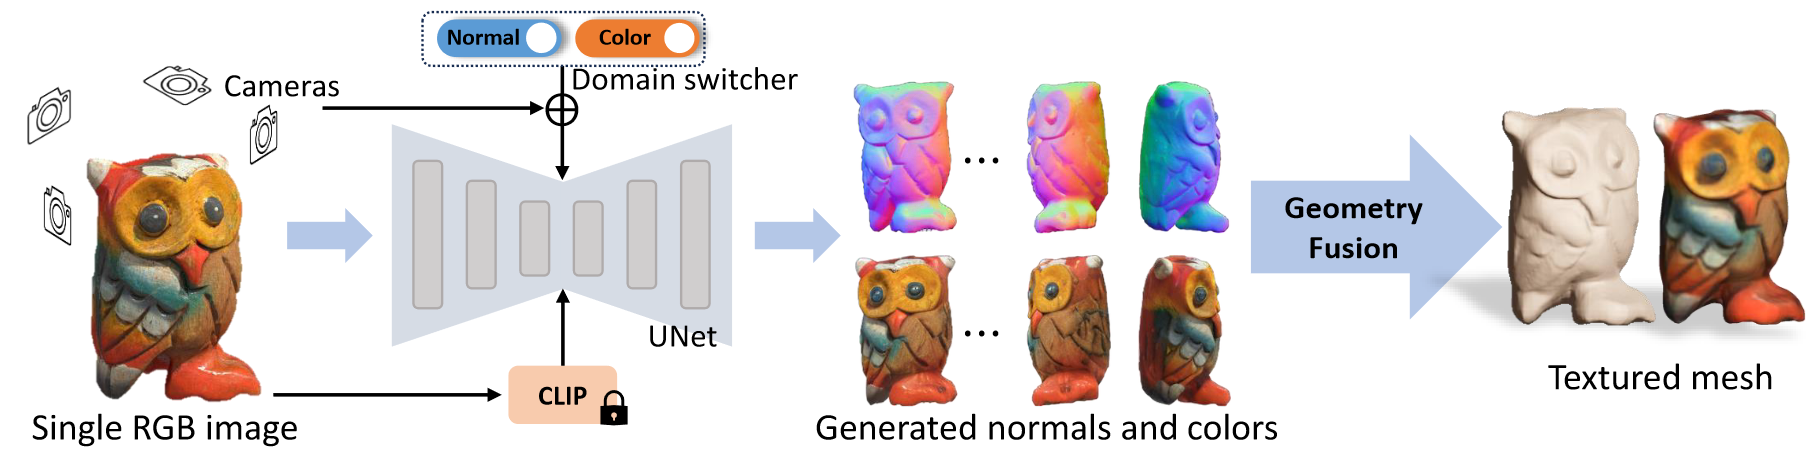 Normal
Color
Domain switcher
Cameras
UNet
CLIP
Single RGB image
...
...
Generated normals and colors
Geometry
Fusion
Textured mesh